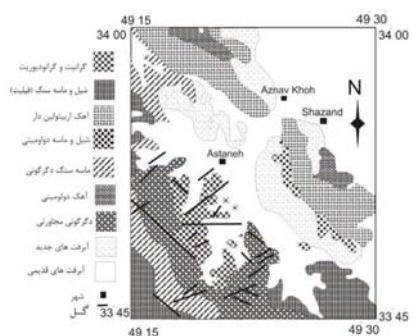 49 15
49 30
34 00
34 00
Aznav Khoh
N
Shazand
Astaneh
گرانیت و گرانودیوریت
شیل و ماسه سنگ (فیلیت)
آهک اربیتولین دار
شیل و ماسه دولومیتی
ماسه سنگ دگرگونی
آهک دولومیتی
دگرگونی مجاورتی
آبرفت های جدید
آبرفت های قدیمی
شهر
گسل
33 45
33 45
49 15
49 30